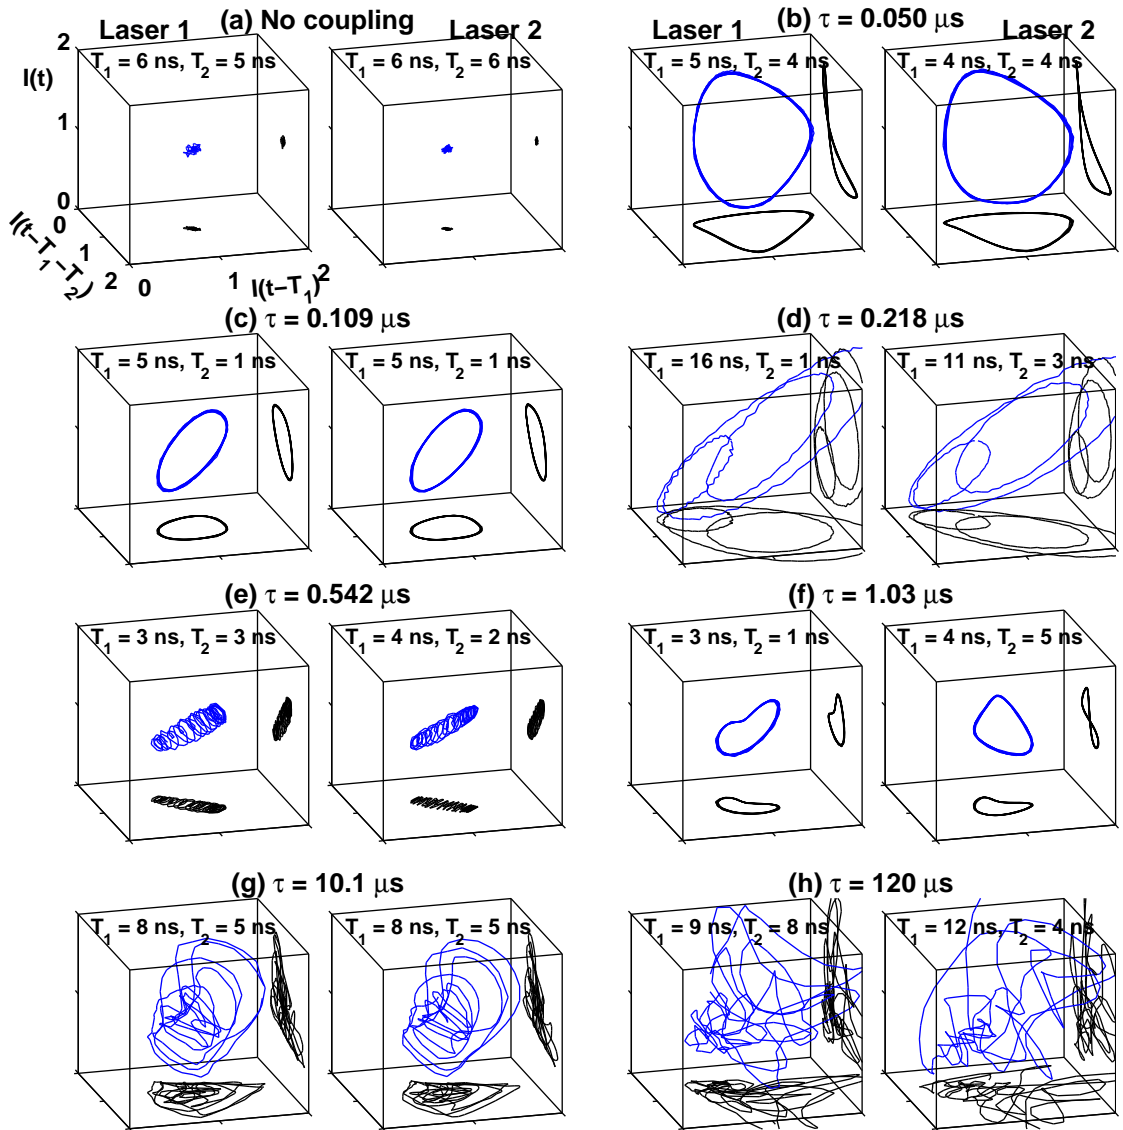 (a) No coupling
Laser 1
Laser 2
T1 = 6 ns, T2 = 5 ns
T1 = 6 ns, T2 = 6 ns
2
I(t)
1
0
0
1
2
I(t−T1−T2)
0
1
2
I(t−T1)
(b) τ = 0.050 μs
Laser 1
Laser 2
T1 = 5 ns, T2 = 4 ns
T1 = 4 ns, T2 = 4 ns
(c) τ = 0.109 μs
T1 = 5 ns, T2 = 1 ns
T1 = 5 ns, T2 = 1 ns
(d) τ = 0.218 μs
T1 = 16 ns, T2 = 1 ns
T1 = 11 ns, T2 = 3 ns
(e) τ = 0.542 μs
T1 = 3 ns, T2 = 3 ns
T1 = 4 ns, T2 = 2 ns
(f) τ = 1.03 μs
T1 = 3 ns, T2 = 1 ns
T1 = 4 ns, T2 = 5 ns
(g) τ = 10.1 μs
T1 = 8 ns, T2 = 5 ns
T1 = 8 ns, T2 = 5 ns
(h) τ = 120 μs
T1 = 9 ns, T2 = 8 ns
T1 = 12 ns, T2 = 4 ns